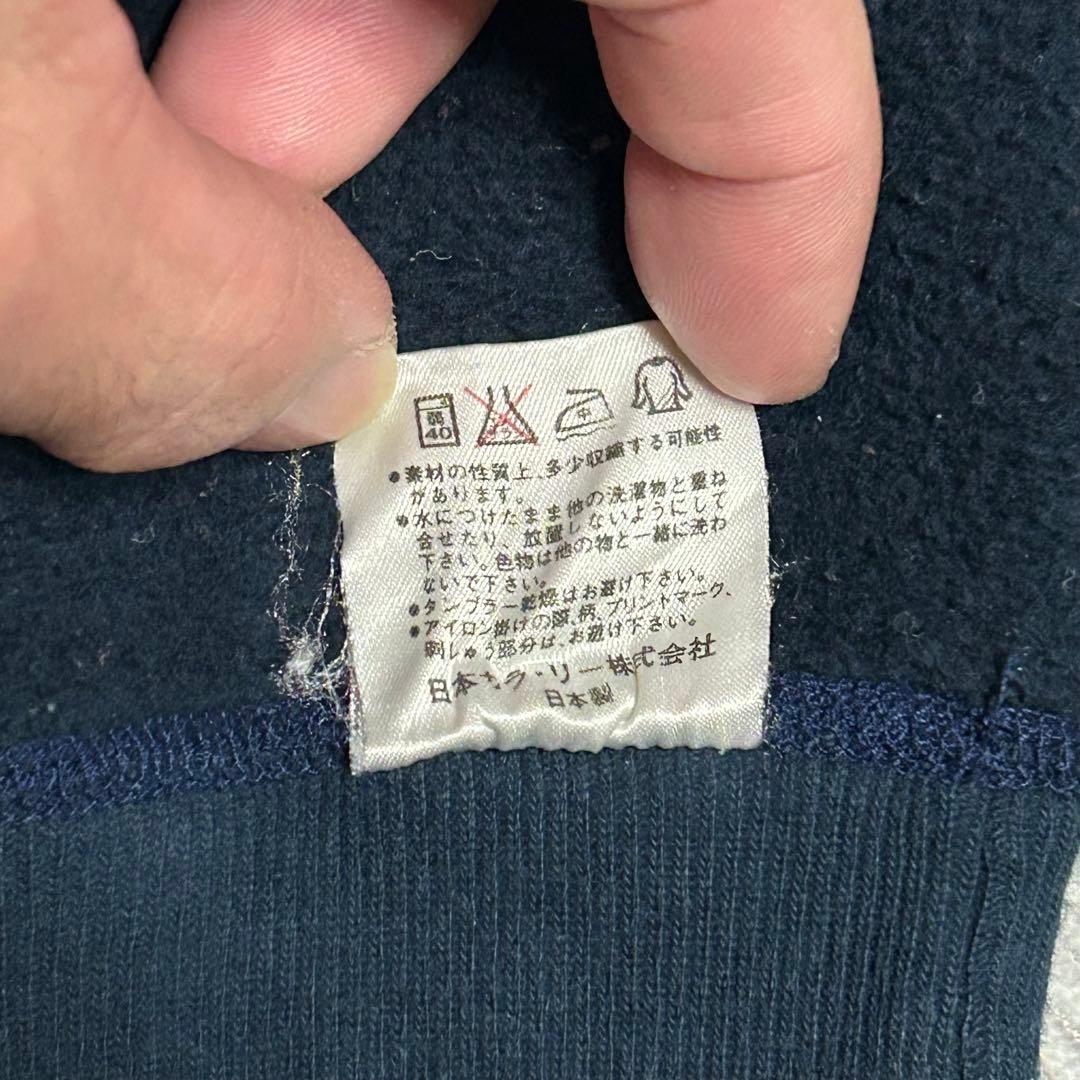 弱
40
中
●素材の性質上、多少収縮する可能性
があります。
●水につけたまま他の洗濯物と重ね
合せたり、放置しないようにして
下さい。色物は他の物と一緒に洗わ
ないで下さい。
●タンブラー乾燥はお避け下さい。
●アイロン掛けの際、柄、プリントマーク、
刺しゅう部分は、お避け下さい。
日本カラ・リー株式会社
日本製